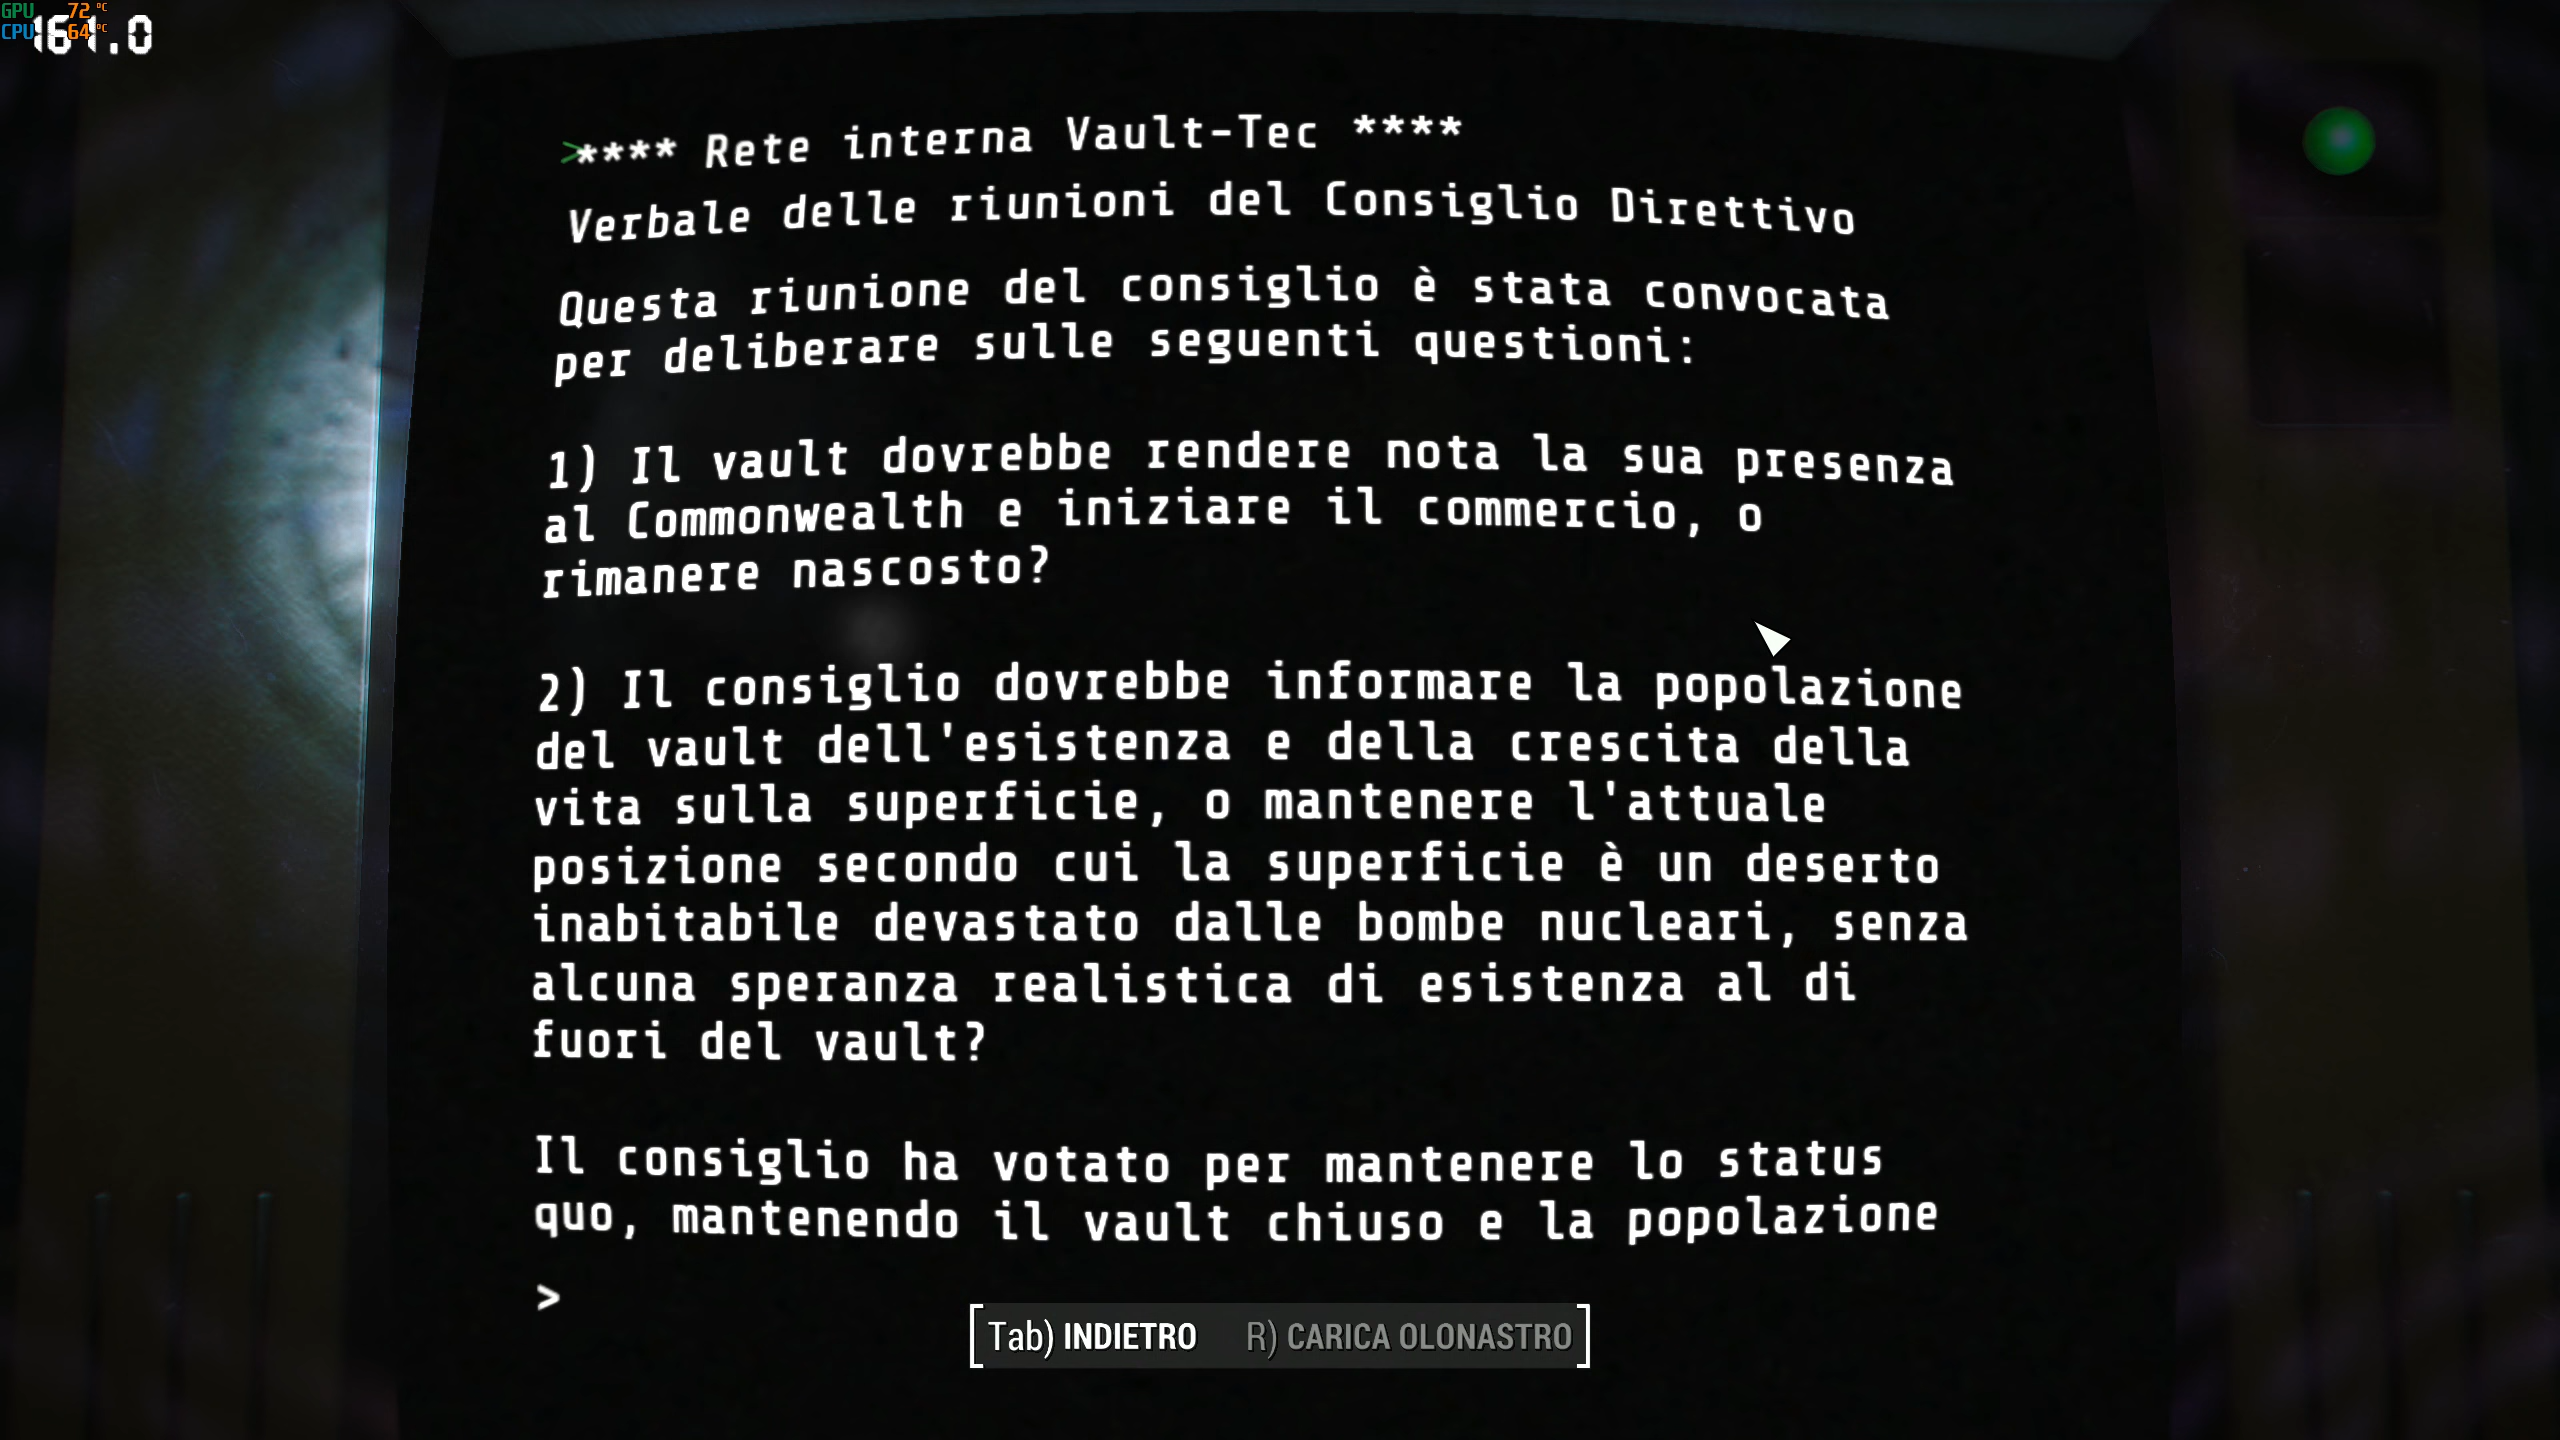 GPU 72 °C
CPU 64 °C
161.0
>**** Rete interna Vault-Tec ****
Verbale delle riunioni del Consiglio Direttivo
Questa riunione del consiglio è stata convocata
per deliberare sulle seguenti questioni:
1) Il vault dovrebbe rendere nota la sua presenza
al Commonwealth e iniziare il commercio, o
rimanere nascosto?
2) Il consiglio dovrebbe informare la popolazione
del vault dell'esistenza e della crescita della
vita sulla superficie, o mantenere l'attuale
posizione secondo cui la superficie è un deserto
inabitabile devastato dalle bombe nucleari, senza
alcuna speranza realistica di esistenza al di
fuori del vault?
Il consiglio ha votato per mantenere lo status
quo, mantenendo il vault chiuso e la popolazione
>
Tab) INDIETRO R) CARICA OLONASTRO